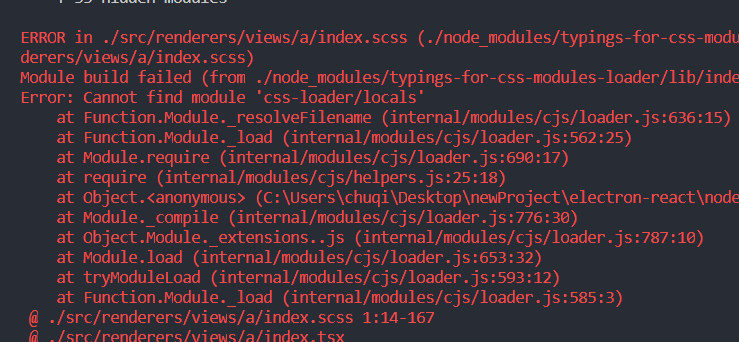 + 55 hidden modules
ERROR in ./src/renderers/views/a/index.scss (./node_modules/typings-for-css-modu
derers/views/a/index.scss)
Module build failed (from ./node_modules/typings-for-css-modules-loader/lib/inde
Error: Cannot find module 'css-loader/locals'
at Function.Module._resolveFilename (internal/modules/cjs/loader.js:636:15)
at Function.Module._load (internal/modules/cjs/loader.js:562:25)
at Module.require (internal/modules/cjs/loader.js:690:17)
at require (internal/modules/cjs/helpers.js:25:18)
at Object.<anonymous> (C:\Users\chuqi\Desktop\newProject\electron-react\node
at Module._compile (internal/modules/cjs/loader.js:776:30)
at Object.Module._extensions..js (internal/modules/cjs/loader.js:787:10)
at Module.load (internal/modules/cjs/loader.js:653:32)
at tryModuleLoad (internal/modules/cjs/loader.js:593:12)
at Function.Module._load (internal/modules/cjs/loader.js:585:3)
@ ./src/renderers/views/a/index.scss 1:14-167
@ ./src/renderers/views/a/index.tsx